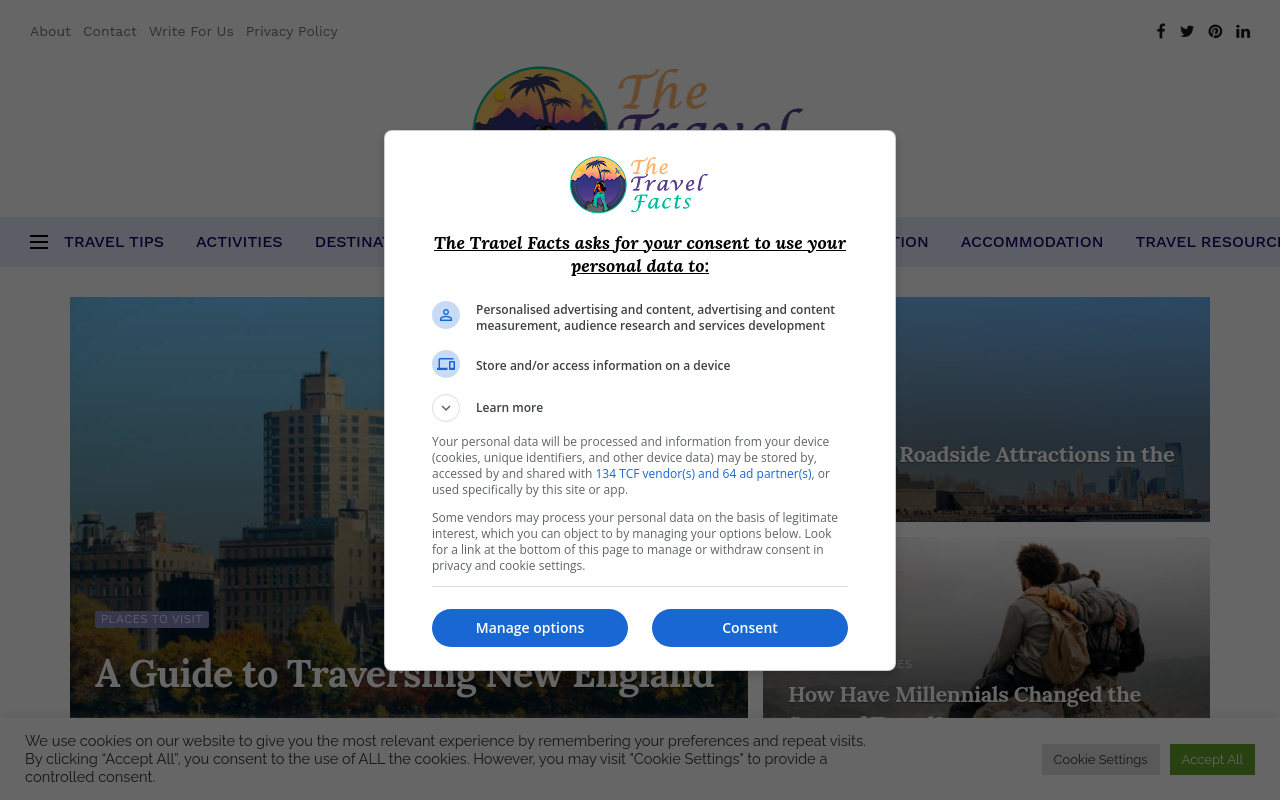 About Contact Write For Us Privacy Policy
The
Travel
TRAVEL TIPS ACTIVITIES ACCOMMODATION
The
Travel
Facts
The Travel Facts asks for your consent to use your
personal data to:
Personalised advertising and content, advertising and content
measurement, audience research and services development
Store and/or access information on a device
Learn more
Your personal data will be processed and information from your device
(cookies, unique identifiers, and other device data) may be stored by,
accessed by and shared with 134 TCF vendor(s) and 64 ad partner(s), or
used specifically by this site or app.
Some vendors may process your personal data on the basis of legitimate
interest, which you can object to by managing your options below. Look
for a link at the bottom of this page to manage or withdraw consent in
privacy and cookie settings.
Manage options Consent
Roadside Attractions in the
PLACES TO VISIT
A Guide to Traversing New England
How Have Millennials Changed the
We use cookies on our website to give you the most relevant experience by remembering your preferences and repeat visits.
By clicking “Accept All”, you consent to the use of ALL the cookies. However, you may visit "Cookie Settings" to provide a
controlled consent.
Cookie Settings Accept All